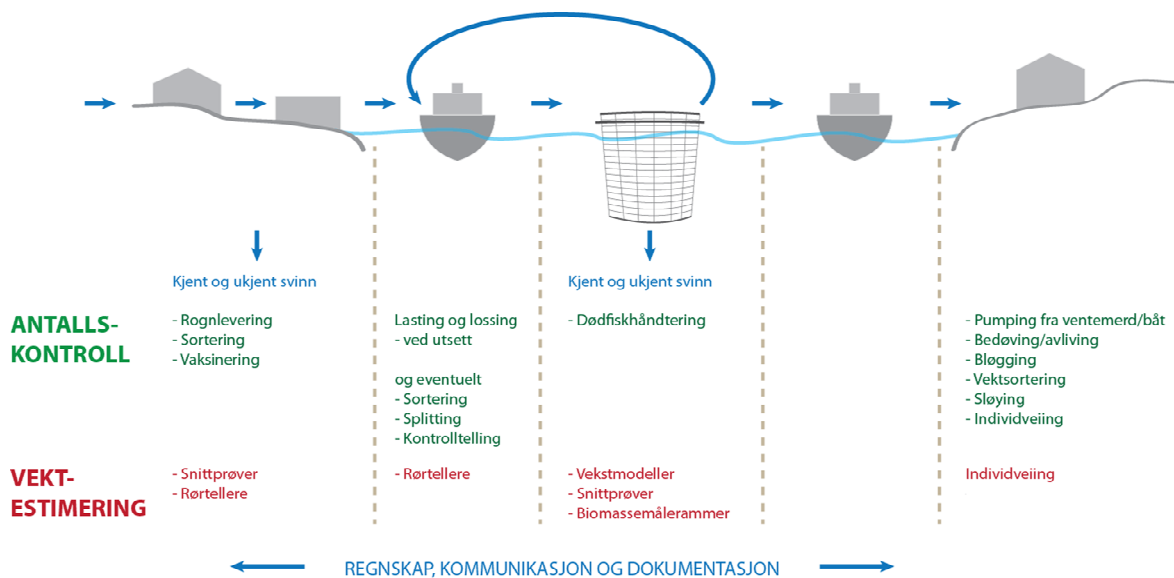 Kjent og ukjent svinn
Kjent og ukjent svinn
ANTALLS-
KONTROLL
- Rognlevering
- Sortering
- Vaksinering
Lasting og lossing
- ved utsett
og eventuelt
- Sortering
- Splitting
- Kontrolltelling
- Dødfiskhåndtering
- Pumping fra ventemerd/båt
- Bedøving/avliving
- Bløgging
- Vektsortering
- Sløying
- Individveiing
VEKT-
ESTIMERING
- Snittprøver
- Rørtellere
- Rørtellere
- Vekstmodeller
- Snittprøver
- Biomassemålerammer
Individveiing
REGNSKAP, KOMMUNIKASJON OG DOKUMENTASJON